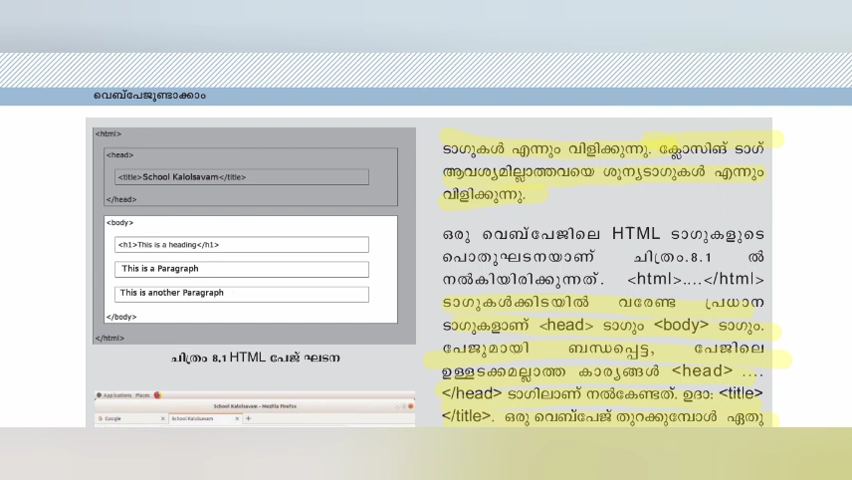 വെബ്പേജുണ്ടാക്കാം
<html>
<head>
<title>School Kalolsavam</title>
</head>
<body>
<h1>This is a heading</h1>
This is a Paragraph
This is another Paragraph
</body>
</html>
ചിത്രം 8.1 HTML പേജ് ഘടന
Applications Places
School Kalolsavam - Mozilla Firefox
Google × School Kalolsavam × +
ടാഗുകൾ എന്നും വിളിക്കുന്നു. ക്ലോസിങ് ടാഗ്
ആവശ്യമില്ലാത്തവയെ ശൂന്യടാഗുകൾ എന്നും
വിളിക്കുന്നു.
ഒരു വെബ്പേജിലെ HTML ടാഗുകളുടെ
പൊതുഘടനയാണ് ചിത്രം.8.1 ൽ
നൽകിയിരിക്കുന്നത്. <html>....</html>
ടാഗുകൾക്കിടയിൽ വരേണ്ട പ്രധാന
ടാഗുകളാണ് <head> ടാഗും <body> ടാഗും.
പേജുമായി ബന്ധപ്പെട്ട, പേജിലെ
ഉള്ളടക്കമല്ലാത്ത കാര്യങ്ങൾ <head> ....
</head> ടാഗിലാണ് നൽകേണ്ടത്. ഉദാ: <title>
</title>. ഒരു വെബ്പേജ് തുറക്കുമ്പോൾ ഏതു